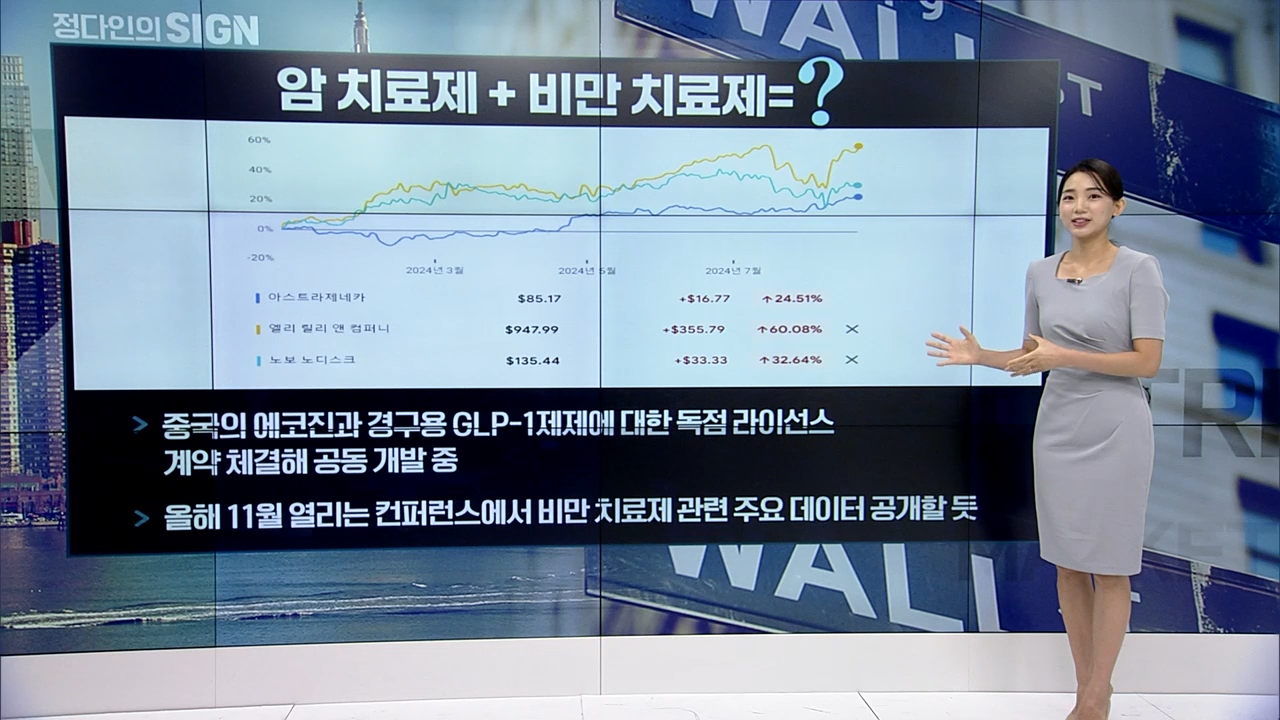 정다인의 SIGN
암 치료제 + 비만 치료제=?
60%
40%
20%
0%
-20%
2024년 3월
2024년 5월
2024년 7월
아스트라제네카 $85.17 +$16.77 ↑24.51%
엘리 릴리 앤 컴퍼니 $947.99 +$355.79 ↑60.08% ×
노보 노디스크 $135.44 +$33.33 ↑32.64% ×
> 중국의 에코진과 경구용 GLP-1제제에 대한 독점 라이선스
계약 체결해 공동 개발 중
> 올해 11월 열리는 컨퍼런스에서 비만 치료제 관련 주요 데이터 공개할 듯
WALL
ST
WALL